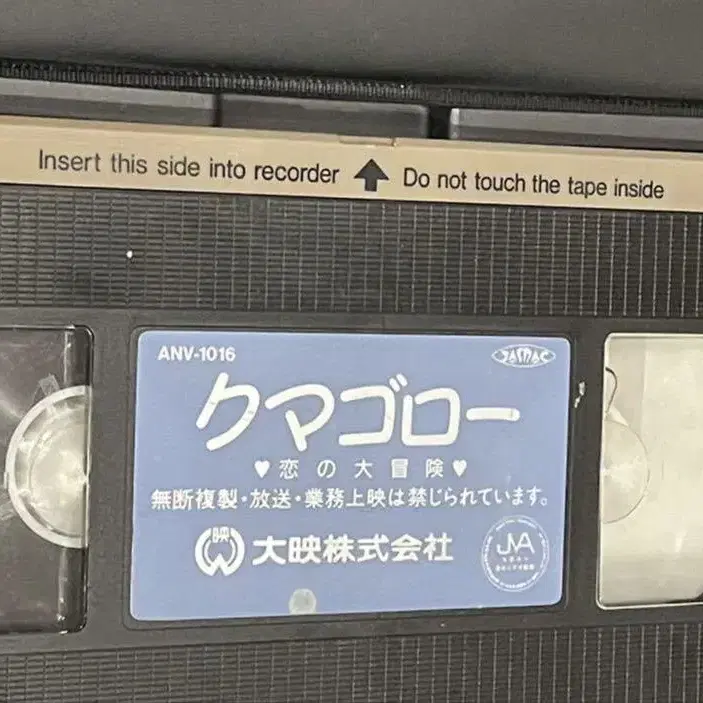 Insert this side into recorder ↑ Do not touch the tape inside
ANV-1016
クマゴロー
♥恋の大冒険♥
無断複製・放送・業務上映は禁じられています。
映
大映株式会社
JVA